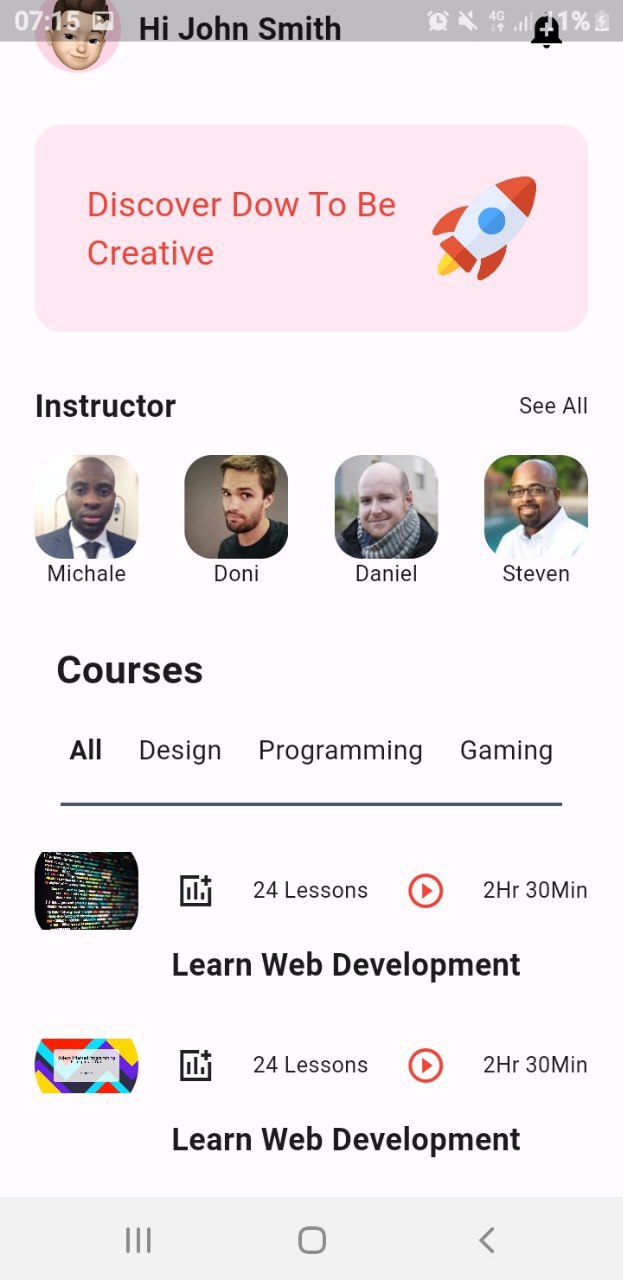 07:15
4G
11%
Hi John Smith
Discover Dow To Be
Creative
Instructor
See All
Michale
Doni
Daniel
Steven
Courses
All
Design
Programming
Gaming
24 Lessons
2Hr 30Min
Learn Web Development
24 Lessons
2Hr 30Min
Learn Web Development